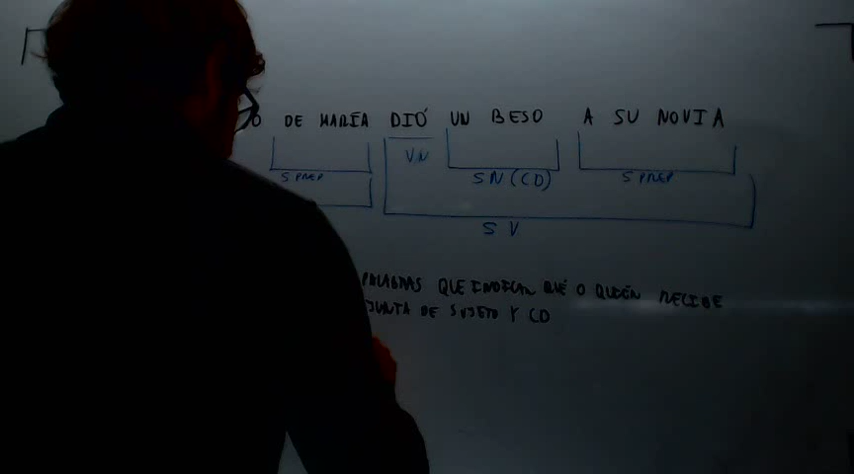 O DE MARÍA DIÓ UN BESO A SU NOVIA
VN
S PREP SN (CD) S PREP
S V
PALABRAS QUE INDICAN QUÉ O QUIÉN RECIBE
JUNTA DE SUJETO Y CD